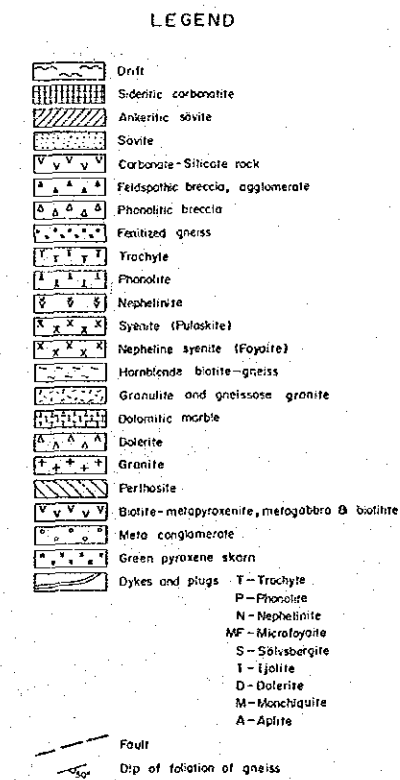 LEGEND
Drift
Sideritic carbonatite
Ankeritic sövite
Sövite
Carbonate-Silicate rock
Feldspathic breccia, agglomerate
Phonolitic breccia
Fenitized gneiss
Trachyte
Phonolite
Nephelinite
Syenite (Pulaskite)
Nepheline syenite (Foyaite)
Hornblende biotite-gneiss
Granulite and gneissose granite
Dolomitic marble
Dolerite
Granite
Perthosite
Biotite-metapyroxenite, metagabbro & biotitite
Meta conglomerate
Green pyroxene skarn
Dykes and plugs T-Trachyte
P-Phonolite
N-Nephelinite
MF-Microfoyaite
S-Sölvsbergite
I-Ijolite
D-Dolerite
M-Monchiquite
A-Aplite
Fault
50° Dip of foliation of gneiss